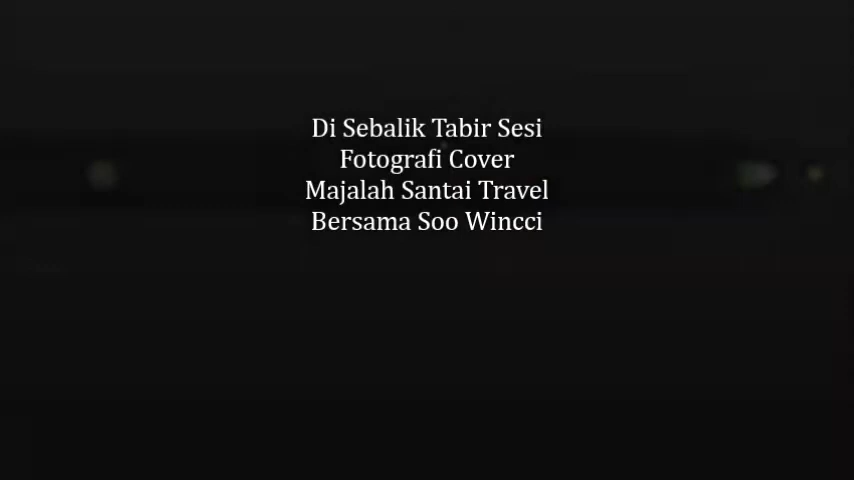 Di Sebalik Tabir Sesi
Fotografi Cover
Majalah Santai Travel
Bersama Soo Wincci